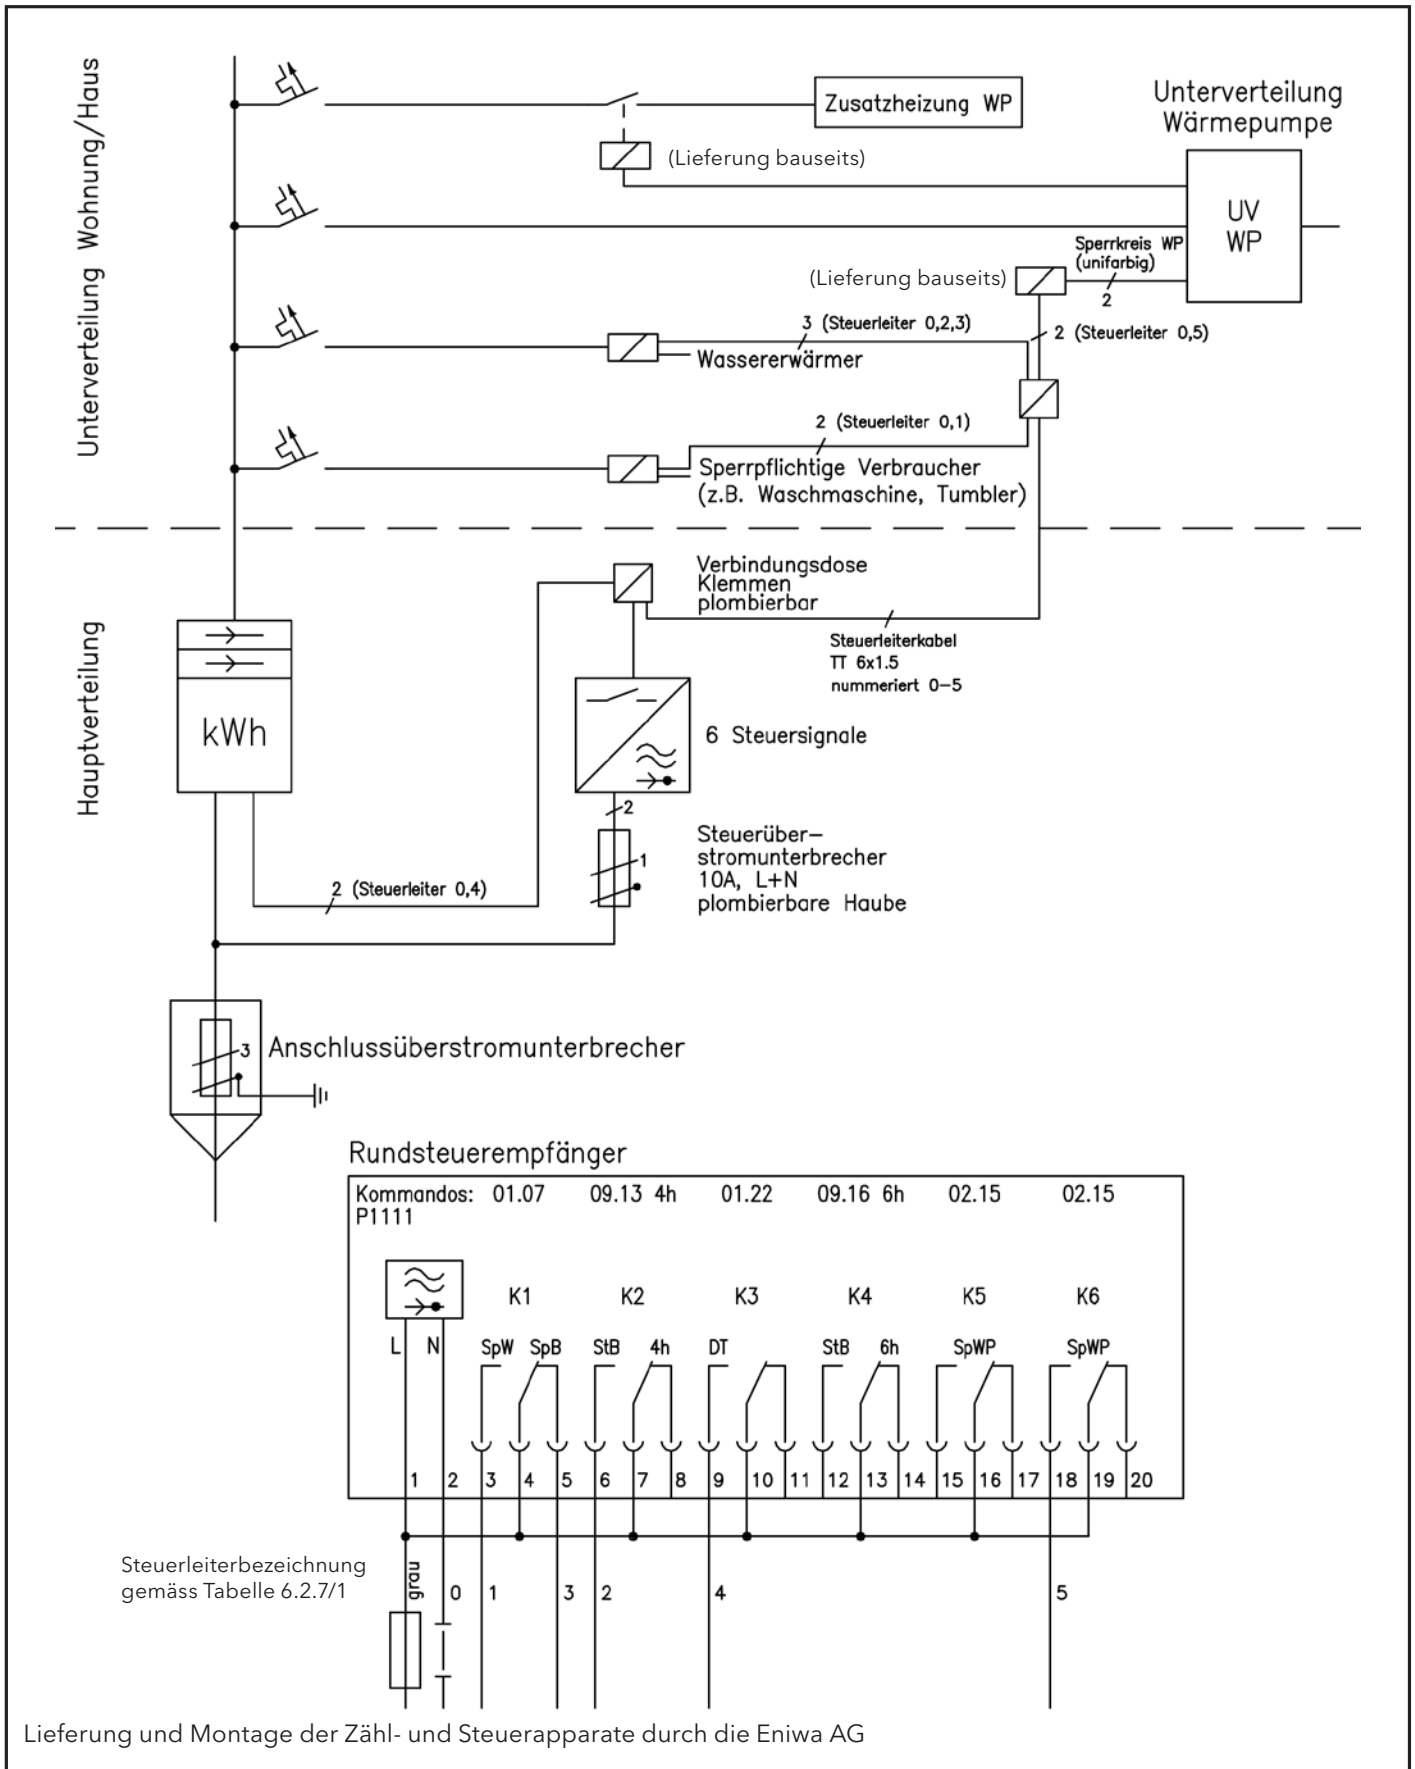 Unterverteilung Wohnung/Haus
Zusatzheizung WP
Unterverteilung
Wärmepumpe
(Lieferung bauseits)
UV
WP
Sperrkreis WP
(unifarbig)
2
(Lieferung bauseits)
3 (Steuerleiter 0,2,3)
2 (Steuerleiter 0,5)
Wassererwärmer
2 (Steuerleiter 0,1)
Sperrpflichtige Verbraucher
(z.B. Waschmaschine, Tumbler)
Hauptverteilung
Verbindungsdose
Klemmen
plombierbar
Steuerleiterkabel
TT 6x1.5
nummeriert 0-5
kWh
6 Steuersignale
2
Steuerüber-
stromunterbrecher
10A, L+N
plombierbare Haube
1
2 (Steuerleiter 0,4)
3
Anschlussüberstromunterbrecher
Rundsteuerempfänger
Kommandos: 01.07 09.13 4h 01.22 09.16 6h 02.15 02.15
P1111
K1 K2 K3 K4 K5 K6
L N SpW SpB StB 4h DT StB 6h SpWP SpWP
1 2 3 4 5 6 7 8 9 10 11 12 13 14 15 16 17 18 19 20
Steuerleiterbezeichnung
gemäss Tabelle 6.2.7/1
grau 0 1 3 2 4 5
Lieferung und Montage der Zähl- und Steuerapparate durch die Eniwa AG